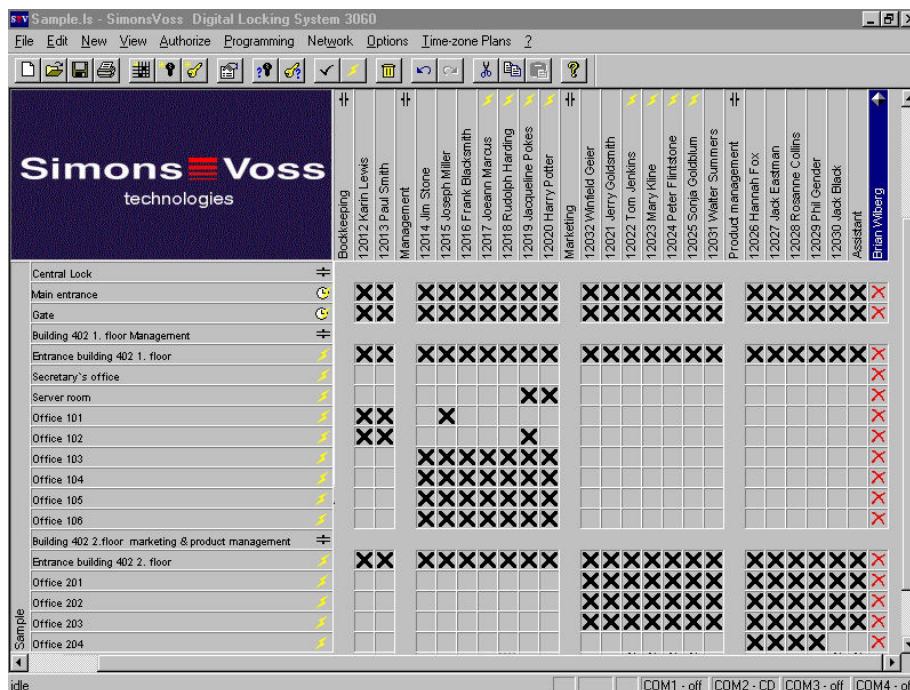 Sample.ls - SimonsVoss Digital Locking System 3060
File Edit New View Authorize Programming Network Options Time-zone Plans ?
Simons Voss
technologies
Bookkeeping
12012 Karin Lewis
12013 Paul Smith
Management
12014 Jim Stone
12015 Joseph Miller
12016 Frank Blacksmith
12017 Joeann Marcus
12018 Rudolph Harding
12019 Jacqueline Pokes
12020 Harry Potter
Marketing
12032 Winfield Geier
12021 Jerry Goldsmith
12022 Tom Jenkins
12023 Mary Kline
12024 Peter Flintstone
12025 Sonja Goldblum
12031 Walter Summers
Product management
12026 Hannah Fox
12027 Jack Eastman
12028 Rosanne Collins
12029 Phil Gender
12030 Jack Black
Assistant
Brian Wiberg
Central Lock
Main entrance
Gate
Building 402 1. floor Management
Entrance building 402 1. floor
Secretary`s office
Server room
Office 101
Office 102
Office 103
Office 104
Office 105
Office 106
Building 402 2.floor marketing & product management
Entrance building 402 2. floor
Office 201
Office 202
Office 203
Office 204
Sample
idle
COM1 - off COM2 - CD COM3 - off COM4 - of